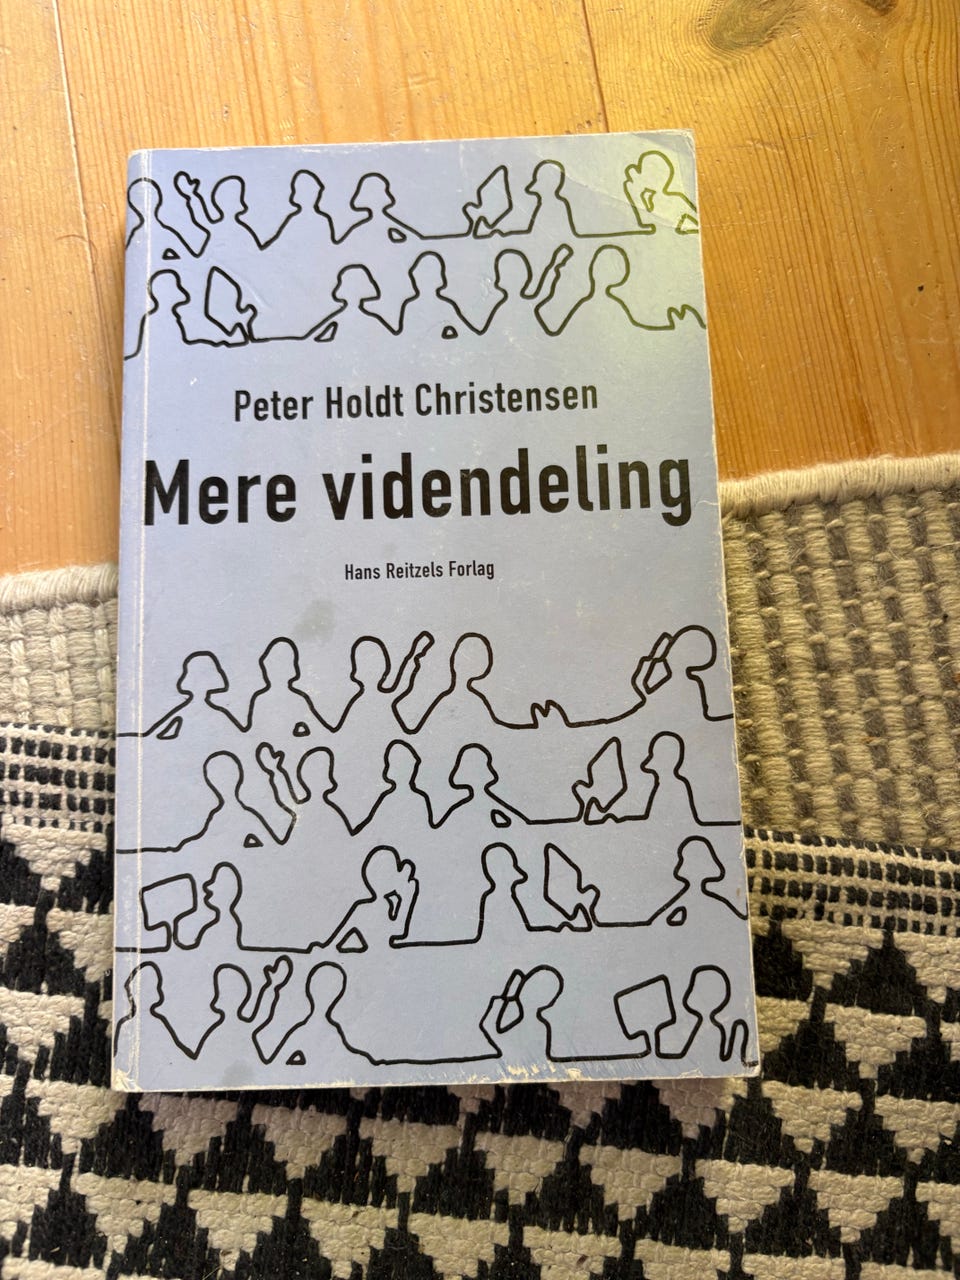 Peter Holdt Christensen
Mere videndeling
Hans Reitzels Forlag